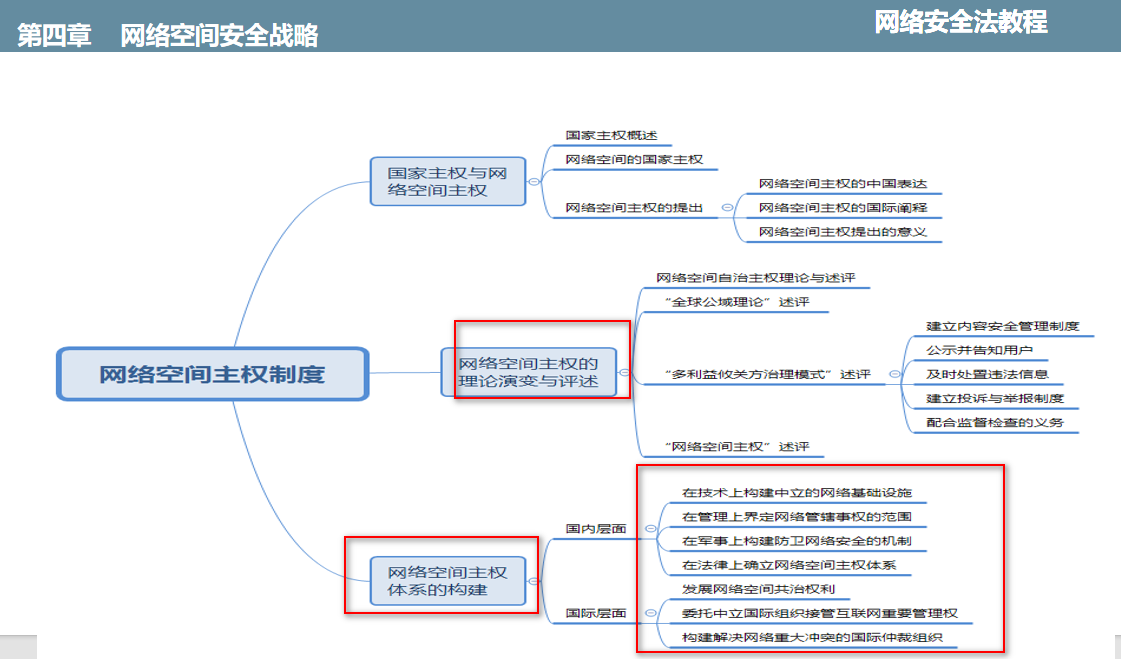 第四章 网络空间安全战略
网络安全法教程
网络空间主权制度
国家主权与网
络空间主权
国家主权概述
网络空间的国家主权
网络空间主权的提出
网络空间主权的中国表达
网络空间主权的国际阐释
网络空间主权提出的意义
网络空间主权的
理论演变与评述
网络空间自治主权理论与述评
“全球公域理论”述评
“多利益攸关方治理模式”述评
建立内容安全管理制度
公示并告知用户
及时处置违法信息
建立投诉与举报制度
配合监督检查的义务
“网络空间主权”述评
网络空间主权
体系的构建
国内层面
在技术上构建中立的网络基础设施
在管理上界定网络管辖事权的范围
在军事上构建防卫网络安全的机制
在法律上确立网络空间主权体系
国际层面
发展网络空间共治权利
委托中立国际组织接管互联网重要管理权
构建解决网络重大冲突的国际仲裁组织